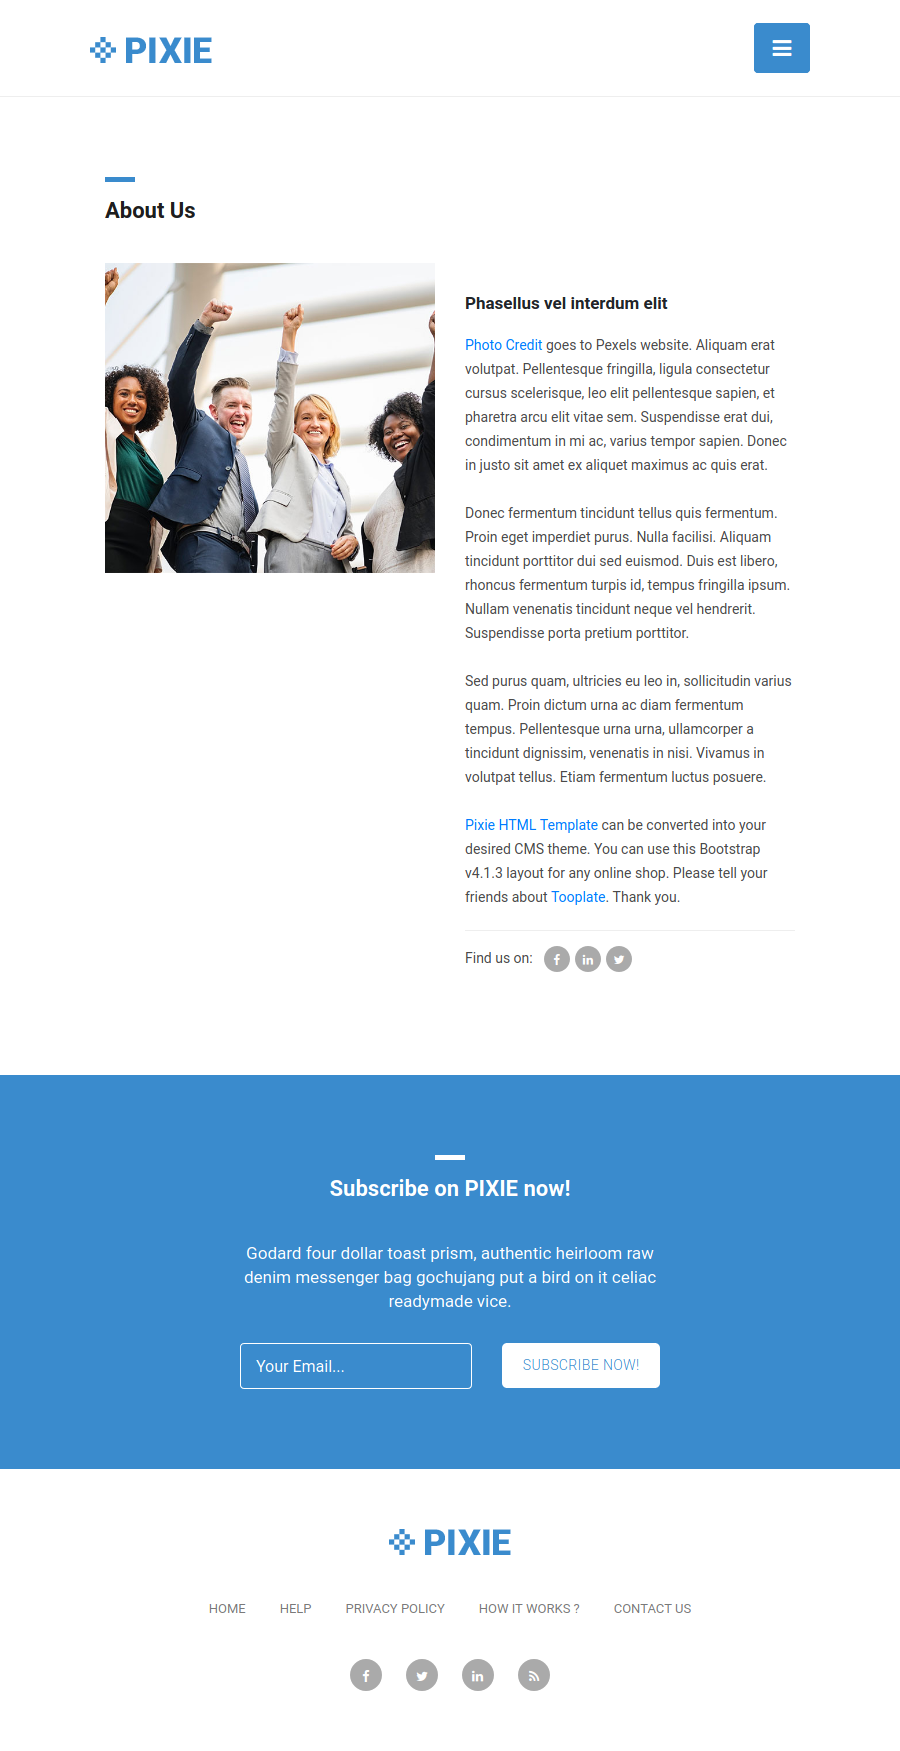 PIXIE
About Us
Phasellus vel interdum elit
Photo Credit goes to Pexels website. Aliquam erat
volutpat. Pellentesque fringilla, ligula consectetur
cursus scelerisque, leo elit pellentesque sapien, et
pharetra arcu elit vitae sem. Suspendisse erat dui,
condimentum in mi ac, varius tempor sapien. Donec
in justo sit amet ex aliquet maximus ac quis erat.
Donec fermentum tincidunt tellus quis fermentum.
Proin eget imperdiet purus. Nulla facilisi. Aliquam
tincidunt porttitor dui sed euismod. Duis est libero,
rhoncus fermentum turpis id, tempus fringilla ipsum.
Nullam venenatis tincidunt neque vel hendrerit.
Suspendisse porta pretium porttitor.
Sed purus quam, ultricies eu leo in, sollicitudin varius
quam. Proin dictum urna ac diam fermentum
tempus. Pellentesque urna urna, ullamcorper a
tincidunt dignissim, venenatis in nisi. Vivamus in
volutpat tellus. Etiam fermentum luctus posuere.
Pixie HTML Template can be converted into your
desired CMS theme. You can use this Bootstrap
v4.1.3 layout for any online shop. Please tell your
friends about Tooplate. Thank you.
Find us on:
Subscribe on PIXIE now!
Godard four dollar toast prism, authentic heirloom raw
denim messenger bag gochujang put a bird on it celiac
readymade vice.
Your Email...
SUBSCRIBE NOW!
PIXIE
HOME HELP PRIVACY POLICY HOW IT WORKS ? CONTACT US